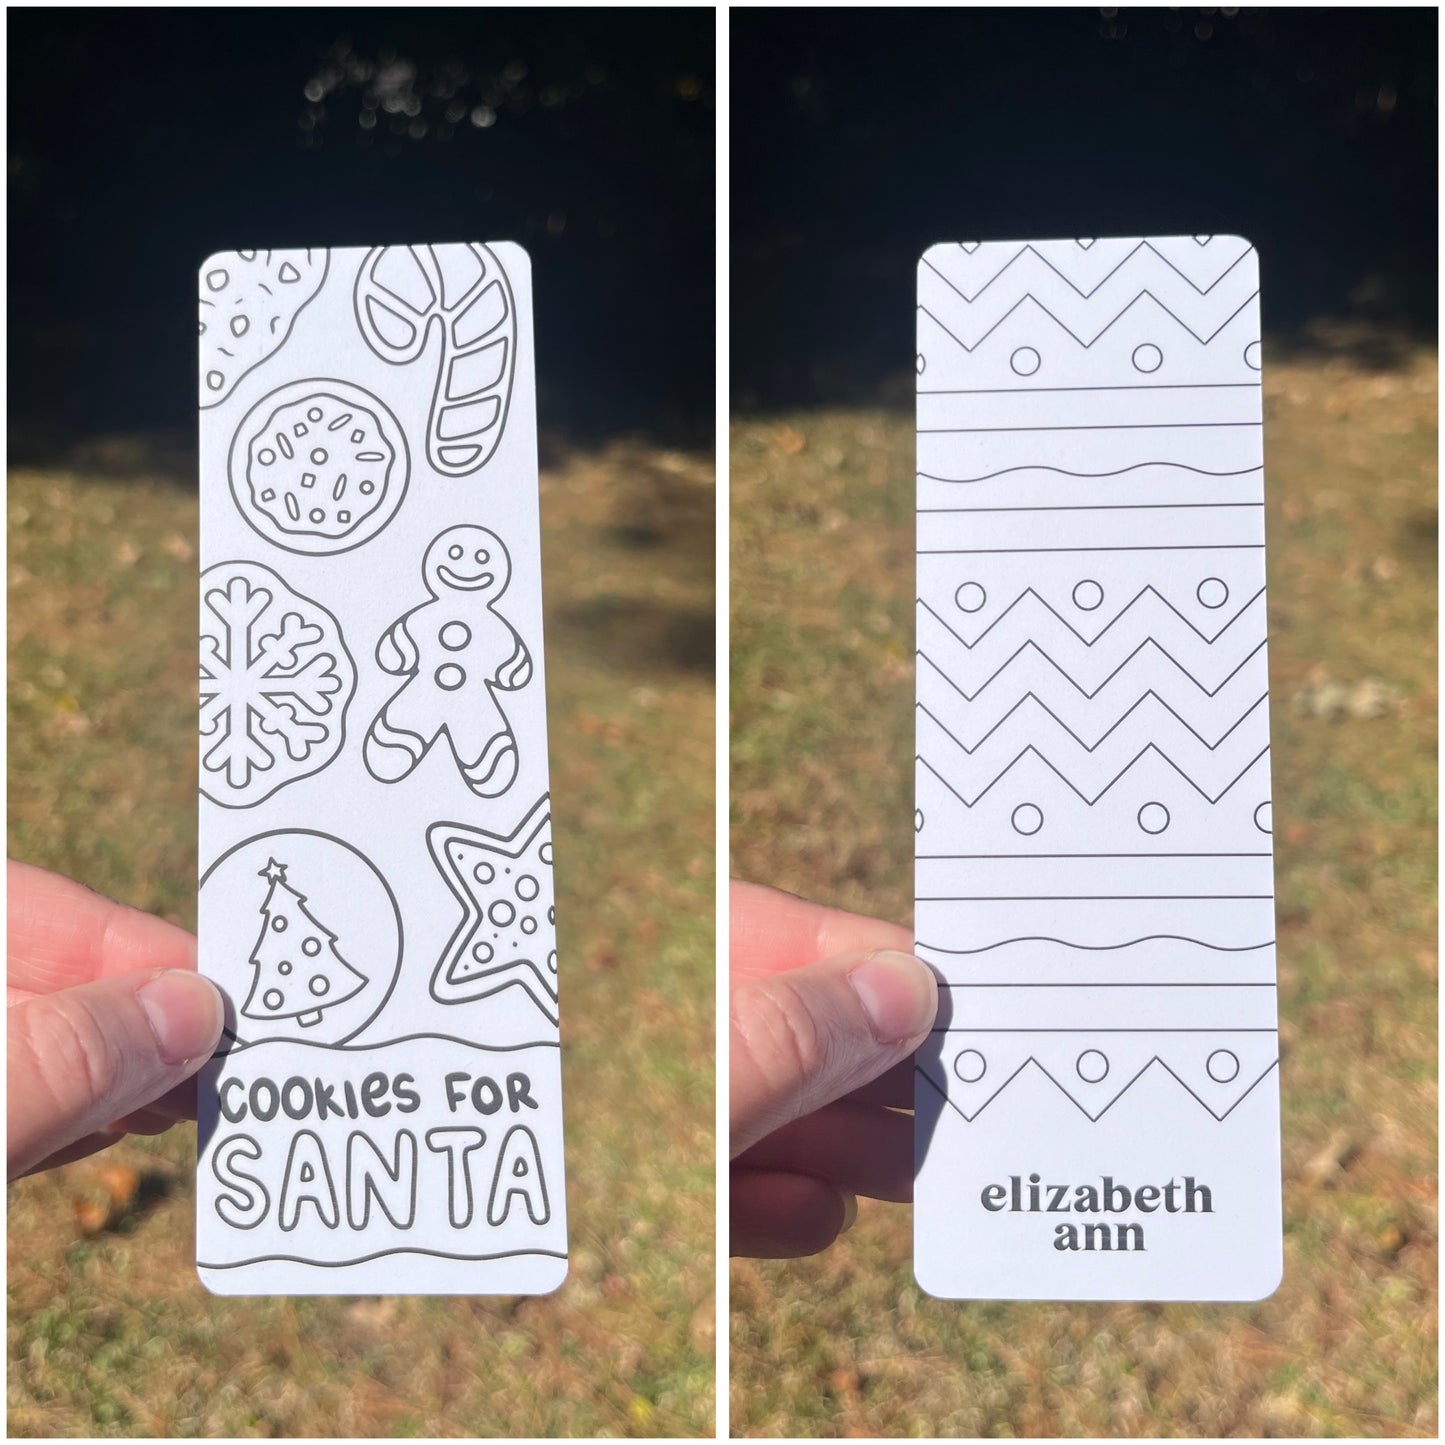 COOKIES FOR
SANTA
elizabeth
ann